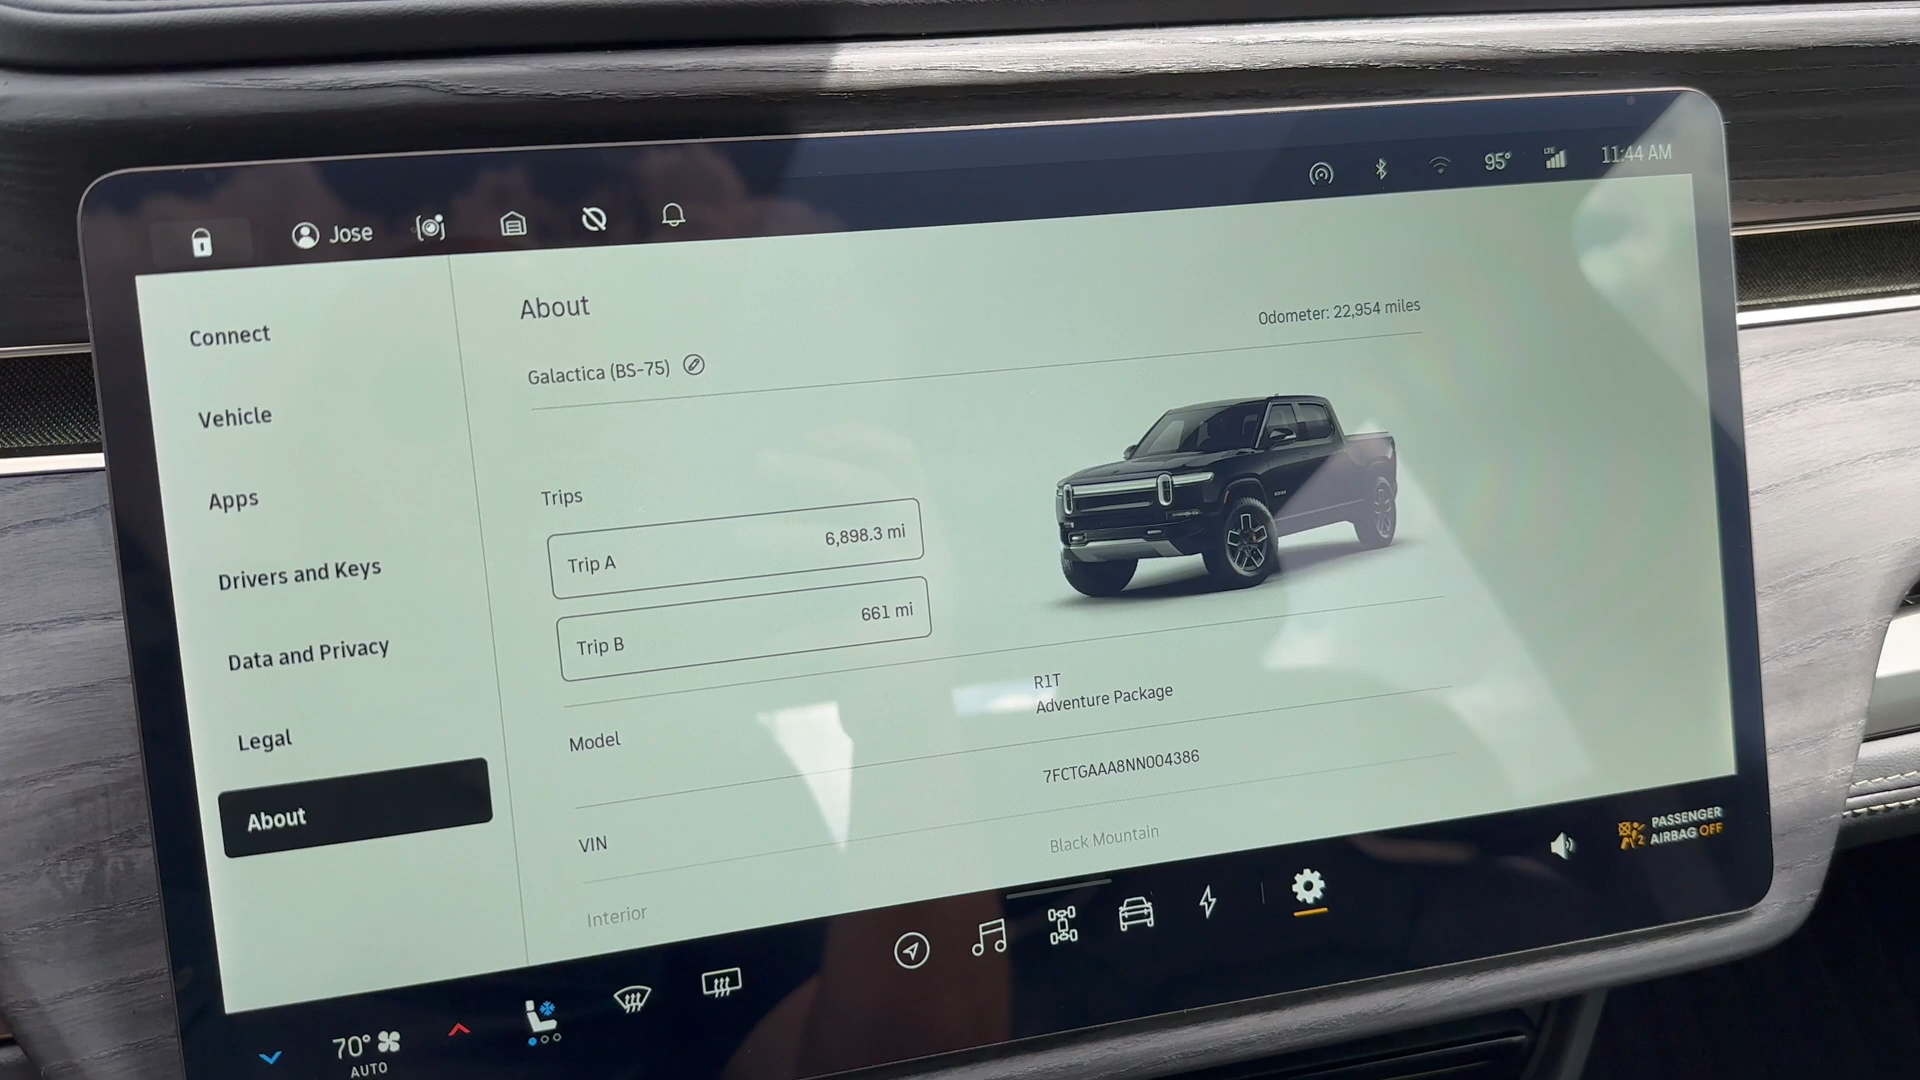 Jose
95°
LTE
11:44 AM
Connect
Vehicle
Apps
Drivers and Keys
Data and Privacy
Legal
About
About
Odometer: 22,954 miles
Galactica (BS-75)
Trips
Trip A 6,898.3 mi
Trip B 661 mi
Model
R1T
Adventure Package
VIN
7FCTGAAA8NN004386
Interior
Black Mountain
70°
AUTO
PASSENGER
AIRBAG OFF
2